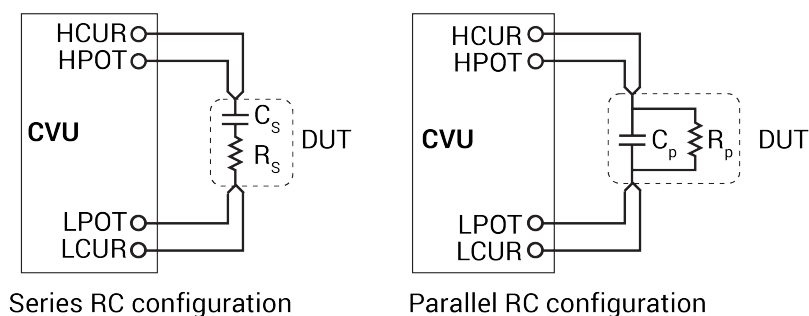 HCUR
HPOT
CVU
CS
RS
DUT
LPOT
LCUR
Series RC configuration
HCUR
HPOT
CVU
Cp
Rp
DUT
LPOT
LCUR
Parallel RC configuration